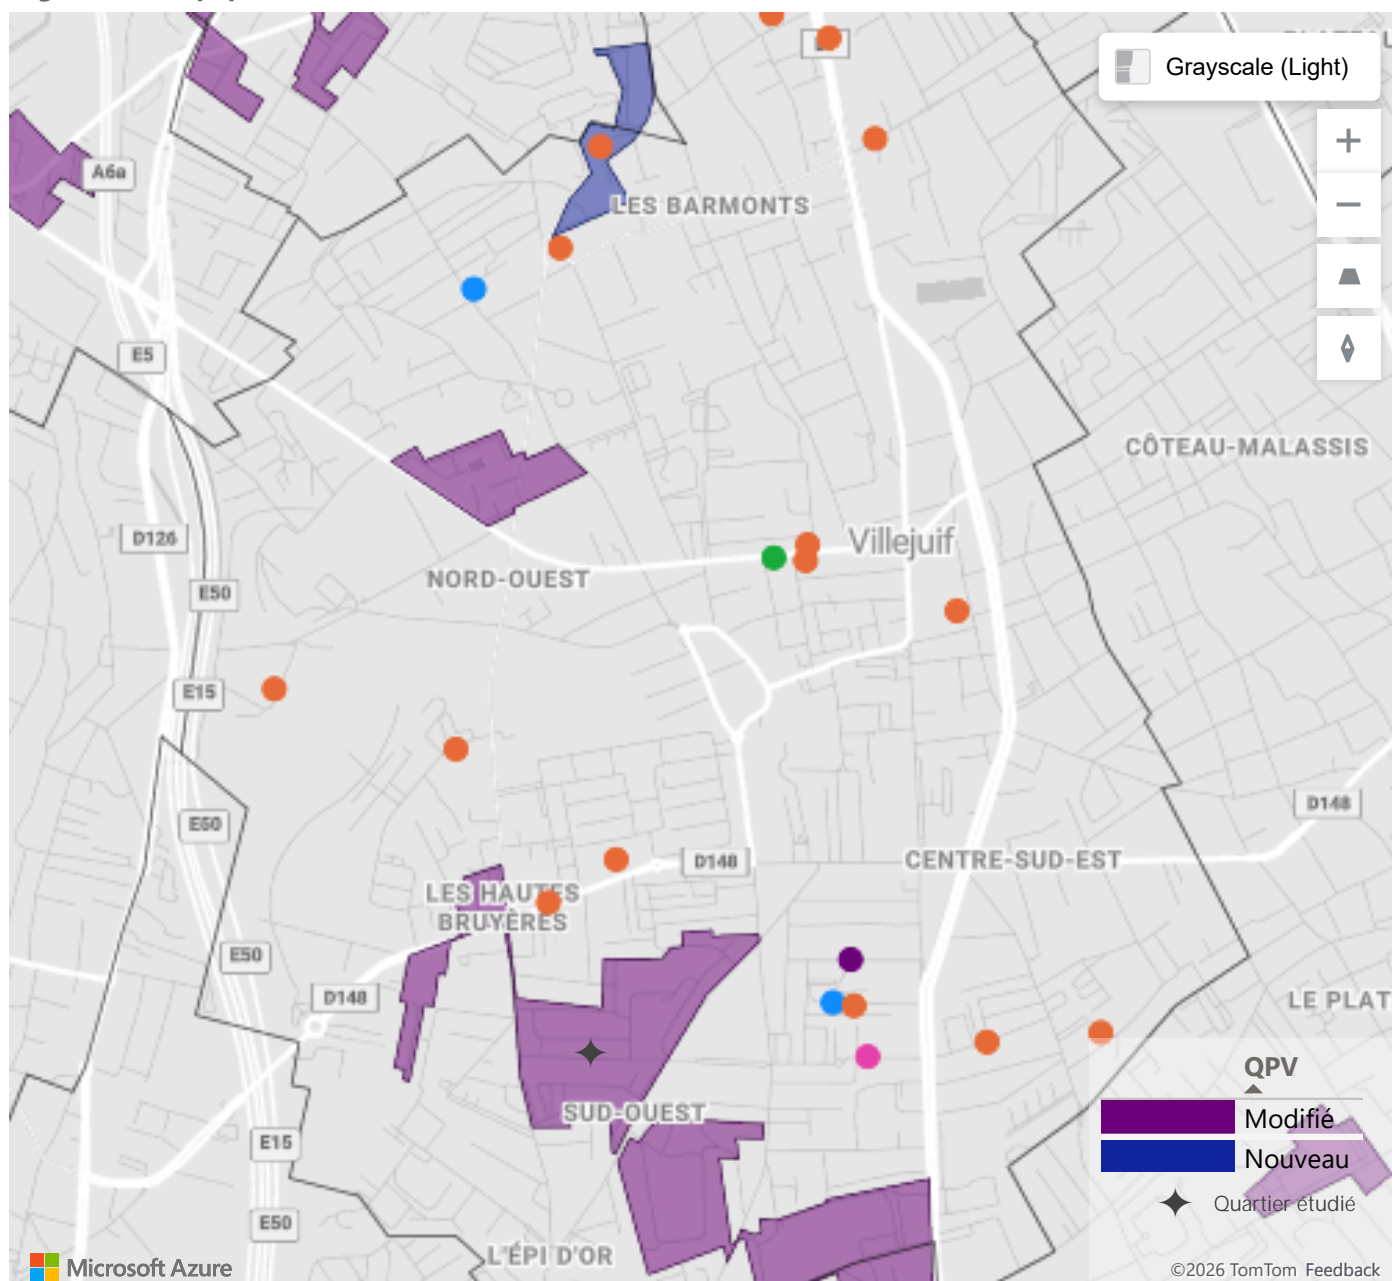 Grayscale (Light)
A6a
LES BARMONTS
E5
CÔTEAU-MALASSIS
D126
Villejuif
NORD-OUEST
E50
E15
D148
E50
D148
CENTRE-SUD-EST
LES HAUTES
BRUYÈRES
E50
D148
LE PLAT
QPV
Modifié
SUD-OUEST
E15
Nouveau
Quartier étudié
E50
L'ÉPI D'OR
Microsoft Azure
©2026 TomTom Feedback